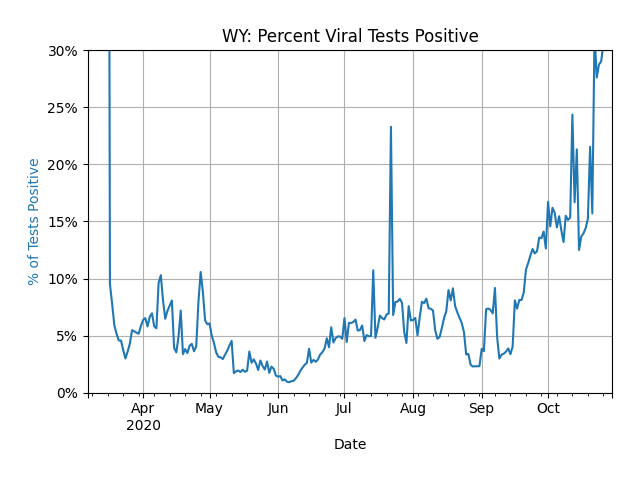 WY: Percent Viral Tests Positive
30%
25%
20%
15%
10%
5%
0%
% of Tests Positive
Apr May Jun Jul Aug Sep Oct
2020
Date